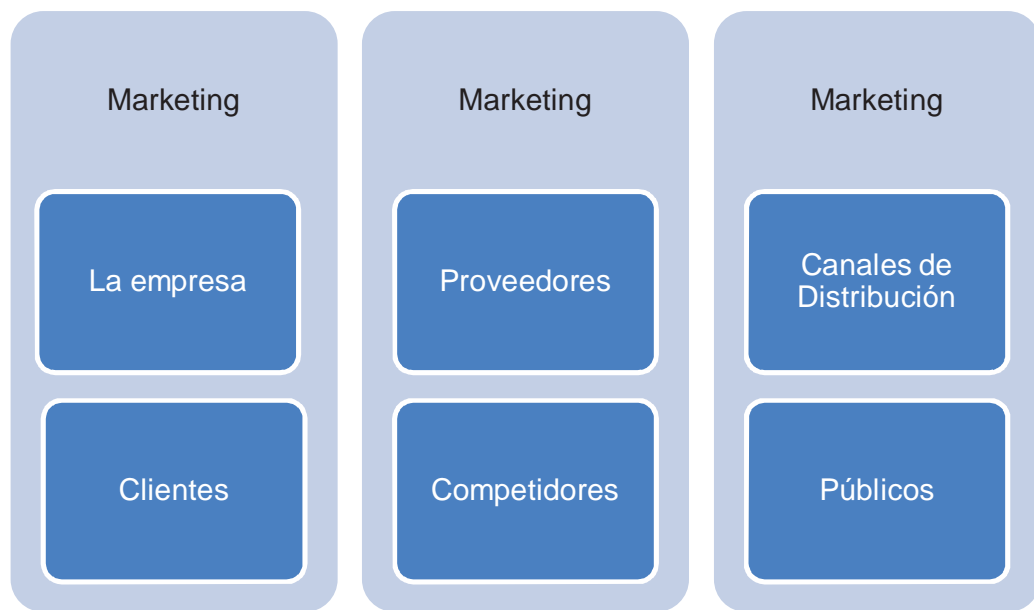 Marketing
La empresa
Clientes
Marketing
Proveedores
Competidores
Marketing
Canales de
Distribución
Públicos